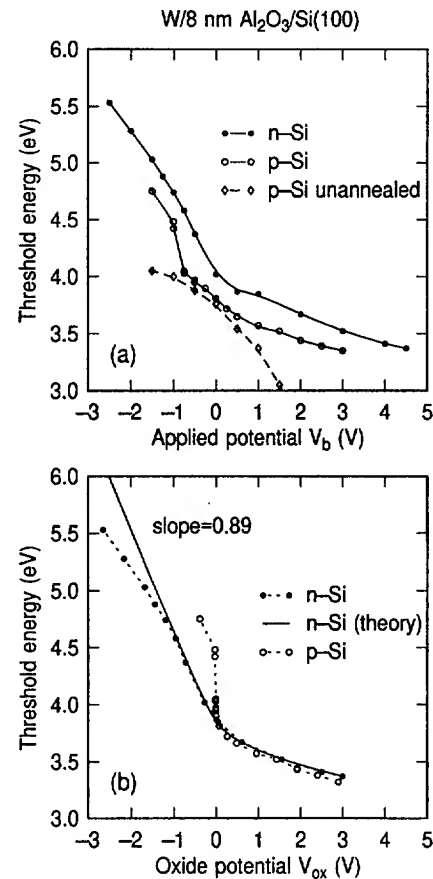 W/8 nm Al₂O₃/Si(100)
6.0
5.5
5.0
4.5
4.0
3.5
3.0
Threshold energy (eV)
n–Si
p–Si
p–Si unannealed
(a)
–3 –2 –1 0 1 2 3 4 5
Applied potential V_b (V)
6.0
5.5
5.0
4.5
4.0
3.5
3.0
Threshold energy (eV)
slope=0.89
n–Si
n–Si (theory)
p–Si
(b)
–3 –2 –1 0 1 2 3 4 5
Oxide potential V_ox (V)